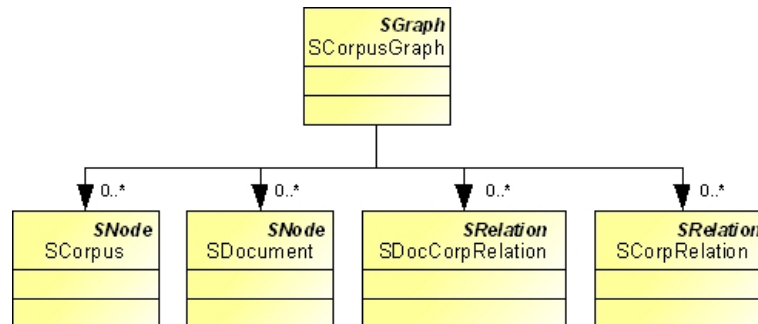 SGraph
SCorpusGraph
0..*
0..*
0..*
0..*
SNode
SCorpus
SNode
SDocument
SRelation
SDocCorpRelation
SRelation
SCorpRelation